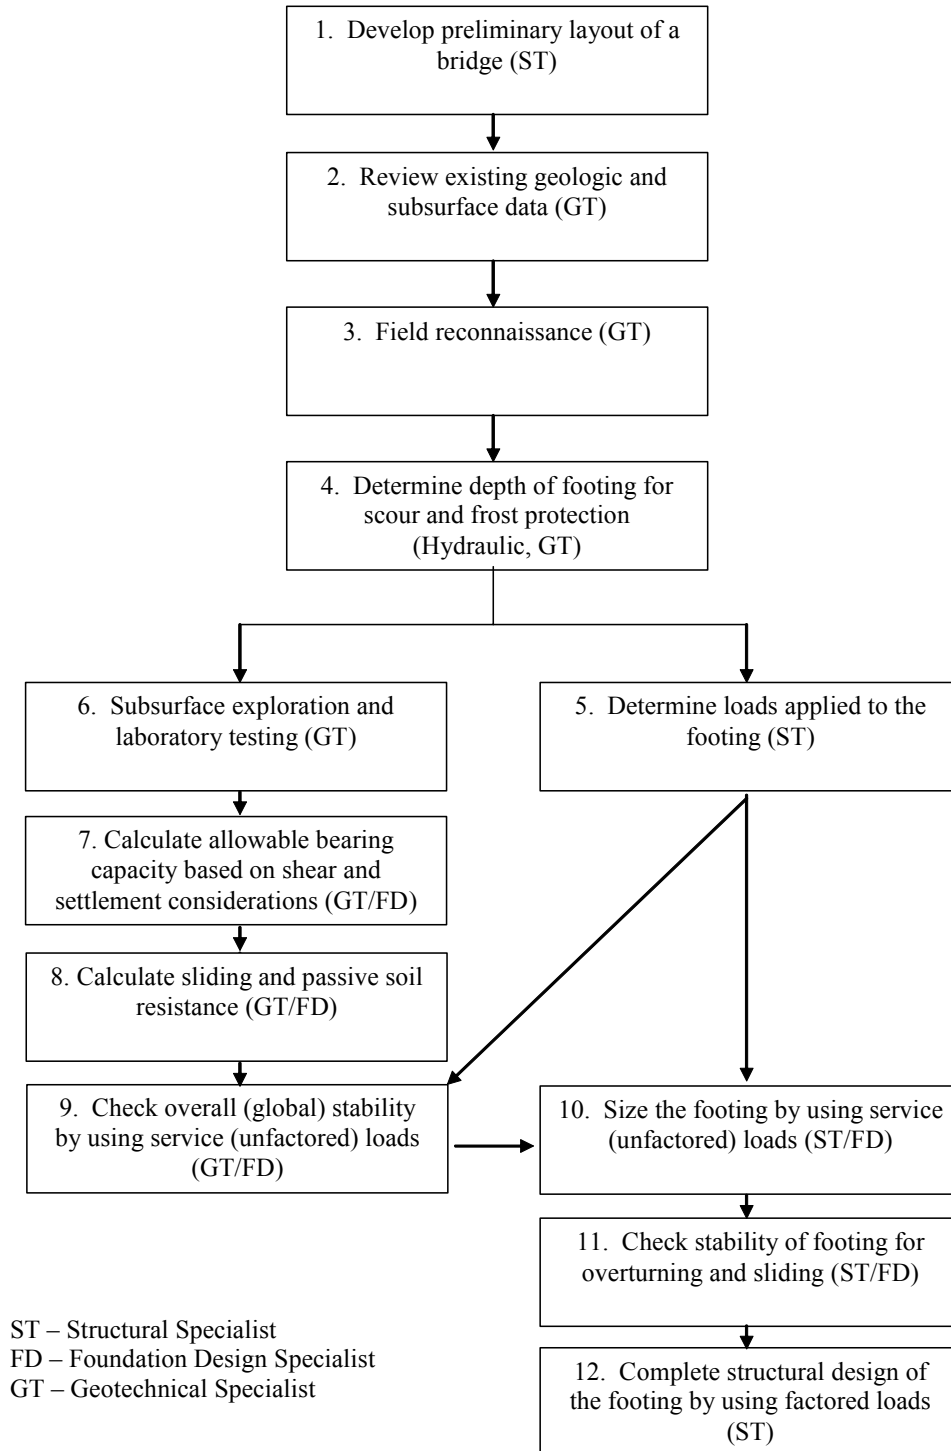 1. Develop preliminary layout of a
bridge (ST)
2. Review existing geologic and
subsurface data (GT)
3. Field reconnaissance (GT)
4. Determine depth of footing for
scour and frost protection
(Hydraulic, GT)
6. Subsurface exploration and
laboratory testing (GT)
5. Determine loads applied to the
footing (ST)
7. Calculate allowable bearing
capacity based on shear and
settlement considerations (GT/FD)
8. Calculate sliding and passive soil
resistance (GT/FD)
9. Check overall (global) stability
by using service (unfactored) loads
(GT/FD)
10. Size the footing by using service
(unfactored) loads (ST/FD)
11. Check stability of footing for
overturning and sliding (ST/FD)
12. Complete structural design of
the footing by using factored loads
(ST)
ST – Structural Specialist
FD – Foundation Design Specialist
GT – Geotechnical Specialist